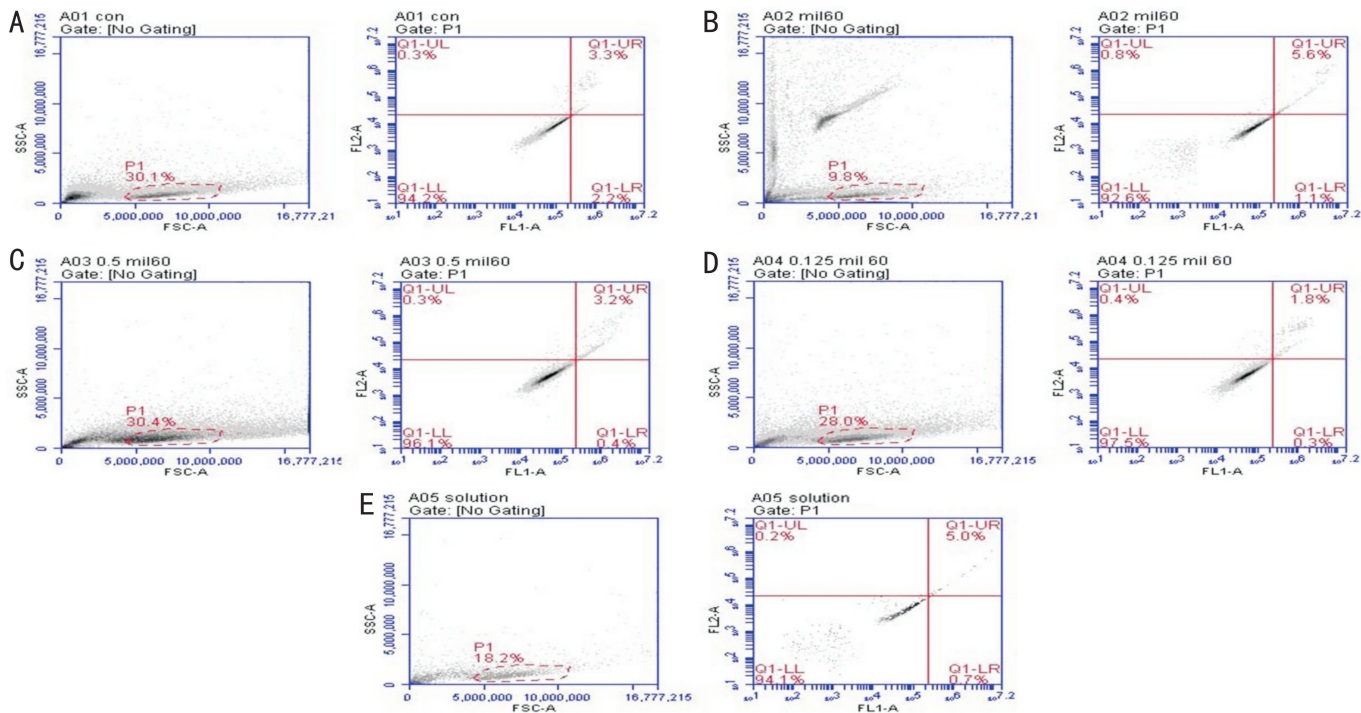 A
A01 con
Gate: [No Gating]
16,777,215
10,000,000
5,000,000
0
SSC-A
P1
30.1%
0
5,000,000
10,000,000
16,777,21
FSC-A
A01 con
Gate: P1
Q1-UL
0.3%
Q1-UR
3.3%
Q1-LL
94.2%
Q1-LR
2.2%
FL2-A
FL1-A
B
A02 mil60
Gate: [No Gating]
16,777,215
10,000,000
5,000,000
0
SSC-A
P1
9.8%
0
5,000,000
10,000,000
16,777,215
FSC-A
A02 mil60
Gate: P1
Q1-UL
0.8%
Q1-UR
5.6%
Q1-LL
92.6%
Q1-LR
1.1%
FL2-A
FL1-A
C
A03 0.5 mil60
Gate: [No Gating]
16,777,215
10,000,000
5,000,000
0
SSC-A
P1
30.4%
0
5,000,000
10,000,000
16,777,215
FSC-A
A03 0.5 mil60
Gate: P1
Q1-UL
0.3%
Q1-UR
3.2%
Q1-LL
96.1%
Q1-LR
0.4%
FL2-A
FL1-A
D
A04 0.125 mil 60
Gate: [No Gating]
16,777,215
10,000,000
5,000,000
0
SSC-A
P1
28.0%
0
5,000,000
10,000,000
16,777,215
FSC-A
A04 0.125 mil 60
Gate: P1
Q1-UL
0.4%
Q1-UR
1.8%
Q1-LL
97.5%
Q1-LR
0.3%
FL2-A
FL1-A
E
A05 solution
Gate: [No Gating]
16,777,215
10,000,000
5,000,000
0
SSC-A
P1
18.2%
0
5,000,000
10,000,000
16,777,215
FSC-A
A05 solution
Gate: P1
Q1-UL
0.2%
Q1-UR
5.0%
Q1-LL
94.1%
Q1-LR
0.7%
FL2-A
FL1-A